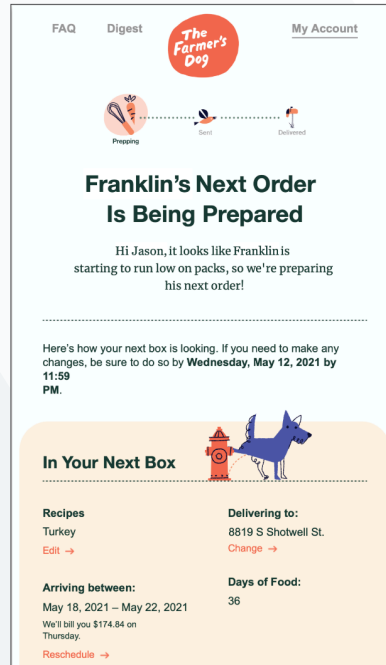 FAQ
Digest
The
Farmer's
Dog
My Account
Prepping
Sent
Delivered
Franklin's Next Order
Is Being Prepared
Hi Jason, it looks like Franklin is
starting to run low on packs, so we're preparing
his next order!
Here's how your next box is looking. If you need to make any
changes, be sure to do so by Wednesday, May 12, 2021 by
11:59
PM.
In Your Next Box
Recipes
Turkey
Edit →
Delivering to:
8819 S Shotwell St.
Change →
Arriving between:
May 18, 2021 – May 22, 2021
We'll bill you $174.84 on
Thursday.
Reschedule →
Days of Food:
36